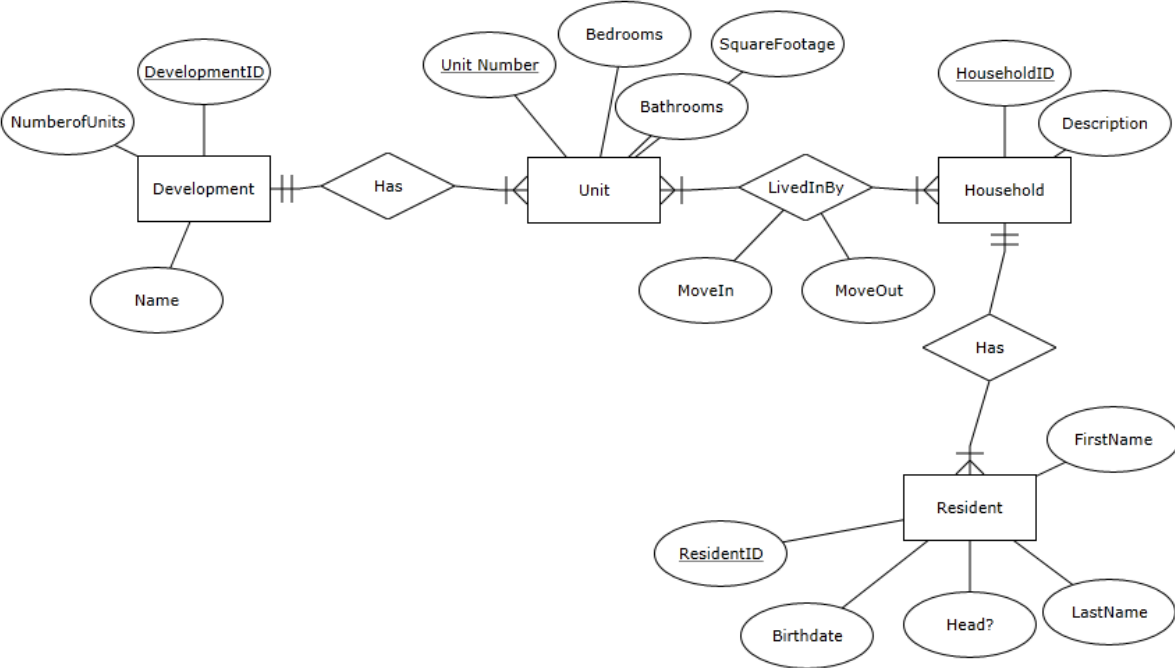 Bedrooms
SquareFootage
DevelopmentID
Unit Number
HouseholdID
NumberofUnits
Bathrooms
Description
Development
Has
Unit
LivedInBy
Household
Name
MoveIn
MoveOut
Has
FirstName
Resident
ResidentID
Birthdate
Head?
LastName